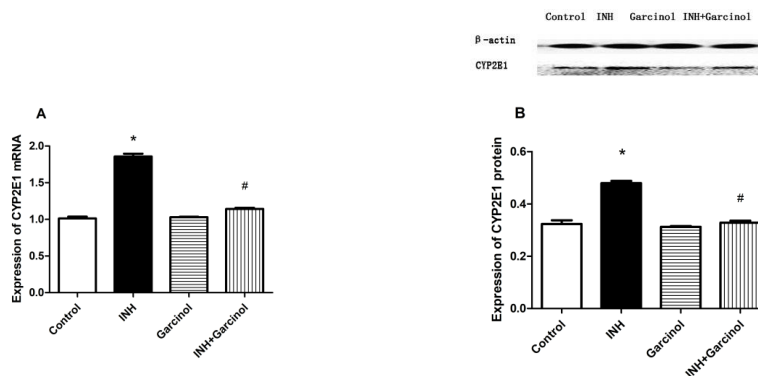 Control INH Garcinol INH+Garcinol
β-actin
CYP2E1
A
Expression of CYP2E1 mRNA
2.0
1.5
1.0
0.5
0.0
*
#
Control
INH
Garcinol
INH+Garcinol
B
Expression of CYP2E1 protein
0.6
0.4
0.2
0.0
*
#
Control
INH
Garcinol
INH+Garcinol